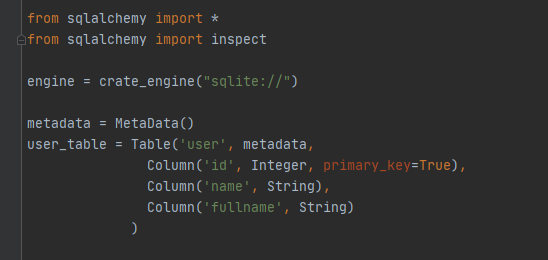 from sqlalchemy import *
from sqlalchemy import inspect
engine = crate_engine("sqlite://")
metadata = MetaData()
user_table = Table('user', metadata,
Column('id', Integer, primary_key=True),
Column('name', String),
Column('fullname', String)
)